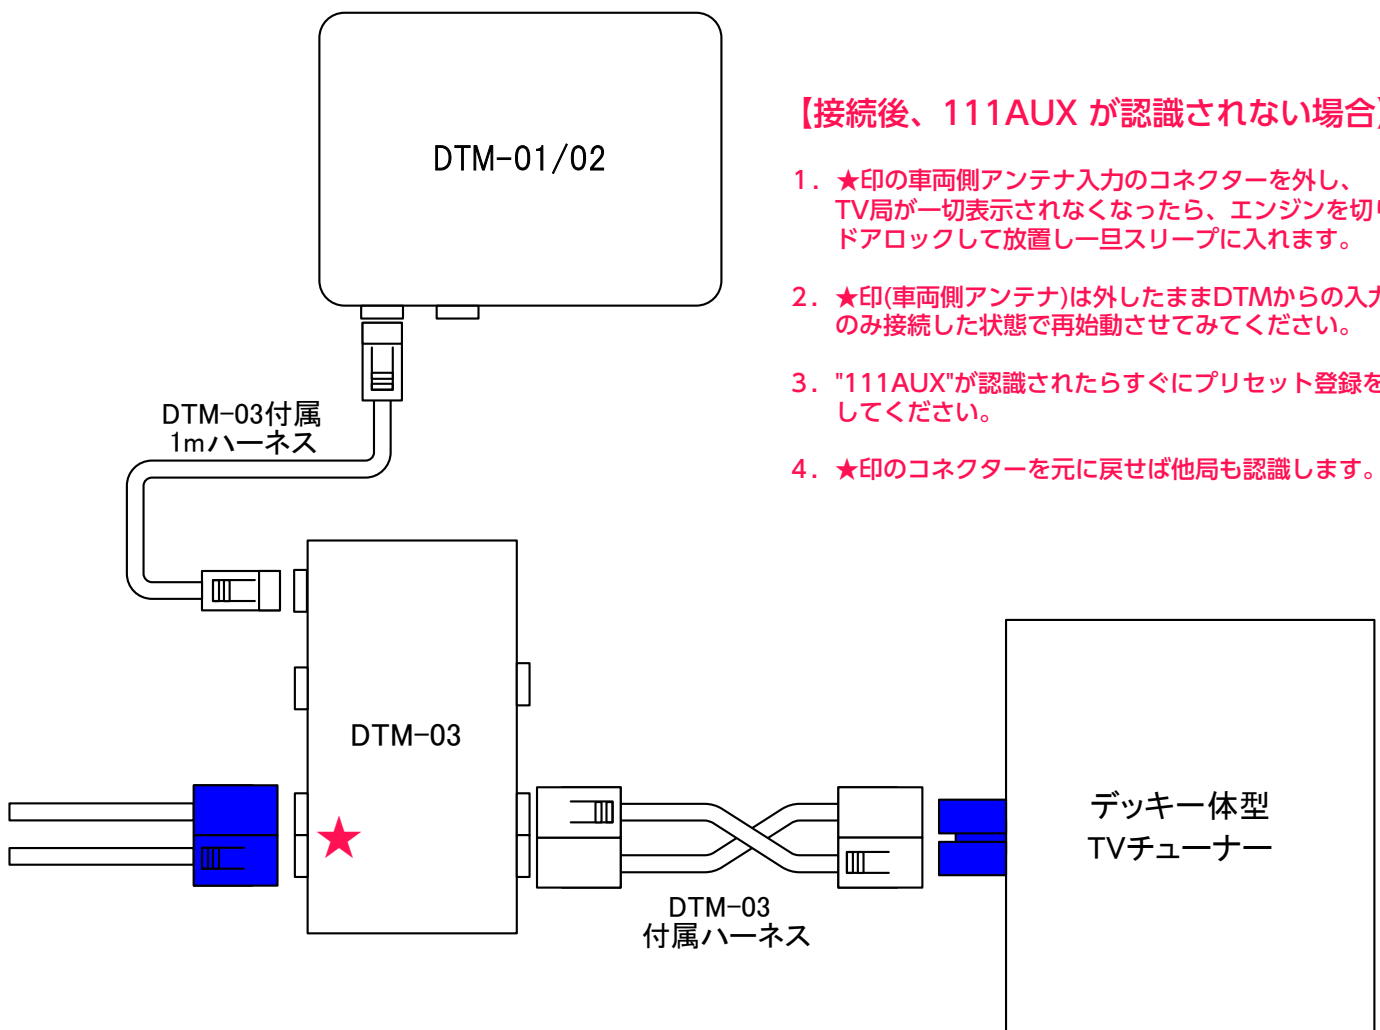 DTM-01/02
【接続後、111AUX が認識されない場合】
1. ★印の車両側アンテナ入力のコネクターを外し、
TV局が一切表示されなくなったら、エンジンを切り
ドアロックして放置し一旦スリープに入れます。
2. ★印(車両側アンテナ)は外したままDTMからの入力
のみ接続した状態で再始動させてみてください。
3. "111AUX"が認識されたらすぐにプリセット登録を
してください。
4. ★印のコネクターを元に戻せば他局も認識します。
DTM-03付属
1mハーネス
DTM-03
★
デッキ一体型
TVチューナー
DTM-03
付属ハーネス